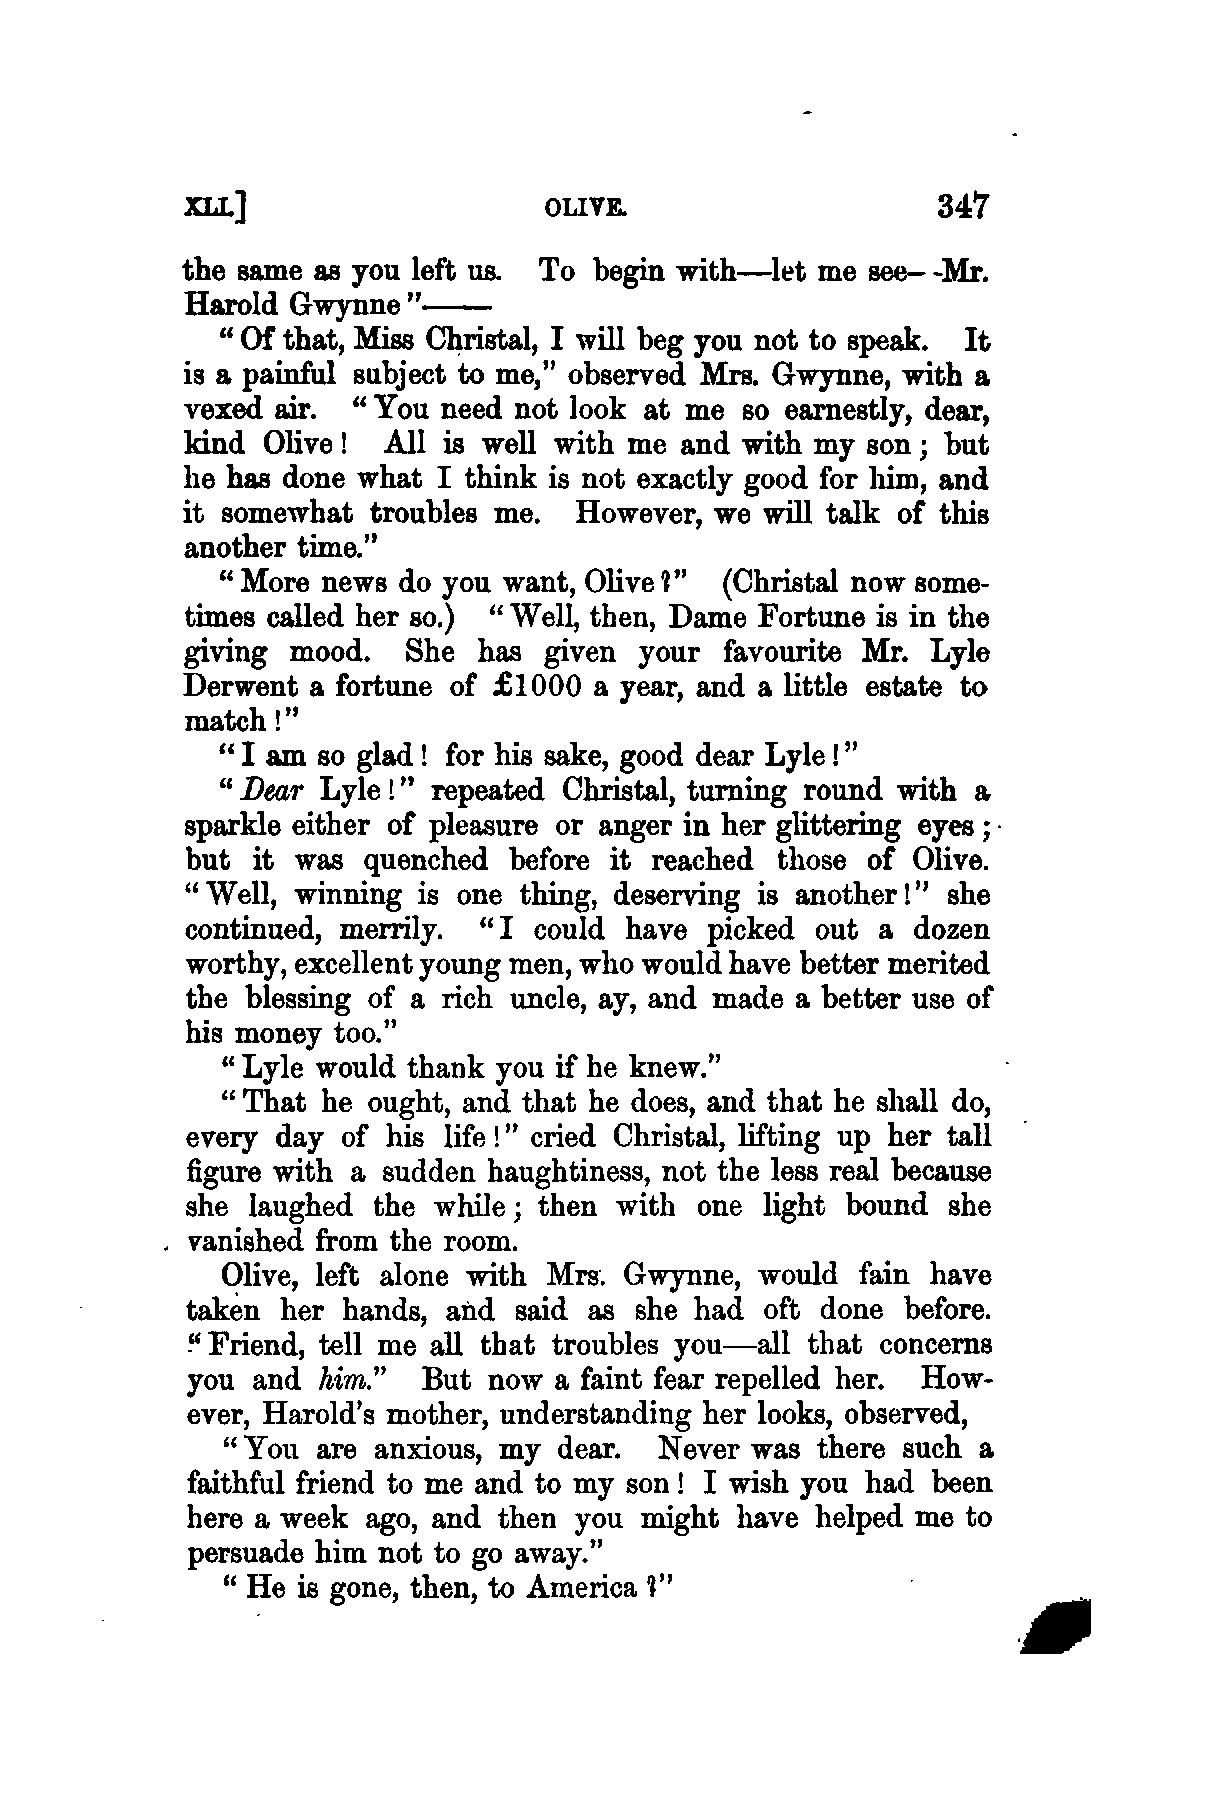 XLI.] OLIVE. 347
the same as you left us. To begin with—let me see--Mr.
Harold Gwynne"——
"Of that, Miss Christal, I will beg you not to speak. It
is a painful subject to me," observed Mrs. Gwynne, with a
vexed air. "You need not look at me so earnestly, dear,
kind Olive! All is well with me and with my son; but
he has done what I think is not exactly good for him, and
it somewhat troubles me. However, we will talk of this
another time."
"More news do you want, Olive?" (Christal now some-
times called her so.) "Well, then, Dame Fortune is in the
giving mood. She has given your favourite Mr. Lyle
Derwent a fortune of £1000 a year, and a little estate to
match!"
"I am so glad! for his sake, good dear Lyle!"
"Dear Lyle!" repeated Christal, turning round with a
sparkle either of pleasure or anger in her glittering eyes;
but it was quenched before it reached those of Olive.
"Well, winning is one thing, deserving is another!" she
continued, merrily. "I could have picked out a dozen
worthy, excellent young men, who would have better merited
the blessing of a rich uncle, ay, and made a better use of
his money too."
"Lyle would thank you if he knew."
"That he ought, and that he does, and that he shall do,
every day of his life!" cried Christal, lifting up her tall
figure with a sudden haughtiness, not the less real because
she laughed the while; then with one light bound she
vanished from the room.
Olive, left alone with Mrs. Gwynne, would fain have
taken her hands, and said as she had oft done before.
"Friend, tell me all that troubles you—all that concerns
you and him." But now a faint fear repelled her. How-
ever, Harold's mother, understanding her looks, observed,
"You are anxious, my dear. Never was there such a
faithful friend to me and to my son! I wish you had been
here a week ago, and then you might have helped me to
persuade him not to go away."
"He is gone, then, to America?"